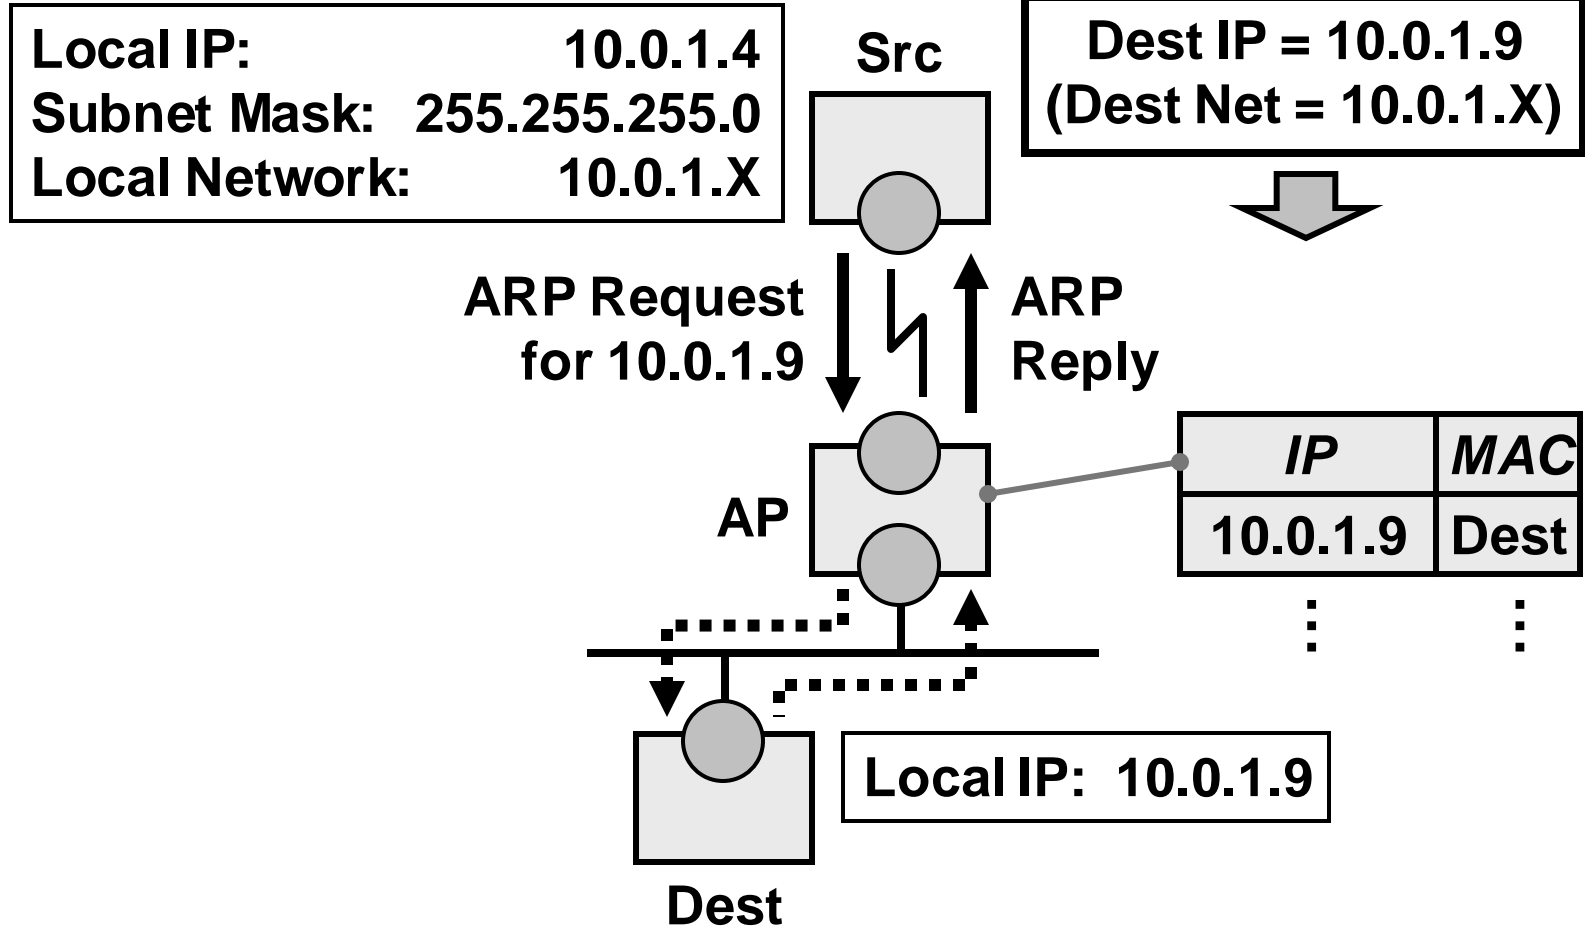 Local IP: 10.0.1.4
Subnet Mask: 255.255.255.0
Local Network: 10.0.1.X
Src
Dest IP = 10.0.1.9
(Dest Net = 10.0.1.X)
ARP Request
for 10.0.1.9
ARP
Reply
AP
IP MAC
10.0.1.9 Dest
Local IP: 10.0.1.9
Dest